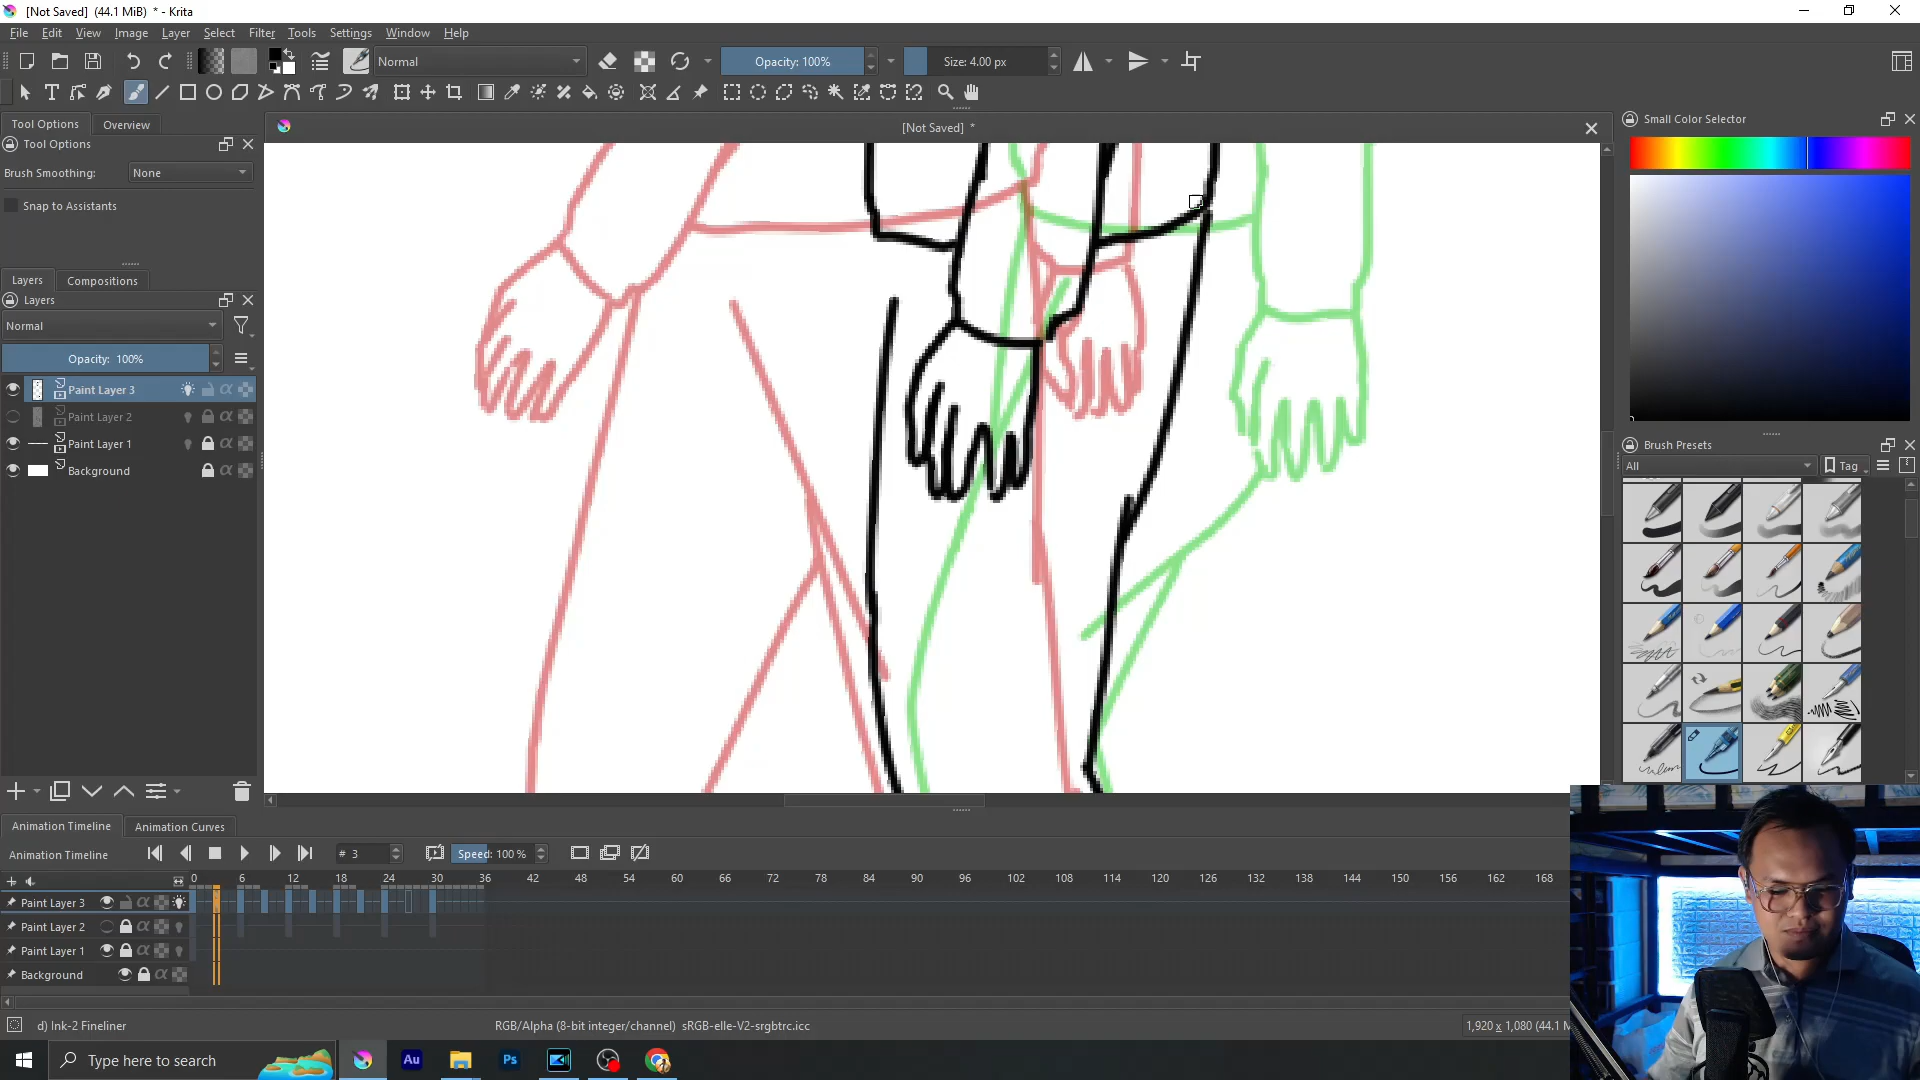 [Not Saved]  (44.1 MiB)  * - Krita
File Edit View Image Layer Select Filter Tools Settings Window Help
Normal
Opacity: 100%
Size: 4.00 px
Tool Options Overview
[Not Saved]  *
Small Color Selector
Tool Options
Brush Smoothing: None
Snap to Assistants
Layers Compositions
Layers
Normal
Opacity:  100%
Paint Layer 3
Paint Layer 2
Paint Layer 1
Background
Brush Presets
All
Tag
Animation Timeline Animation Curves
Animation Timeline
# 3
Speed: 100 %
0 6 12 18 24 30 36 42 48 54 60 66 72 78 84 90 96 102 108 114 120 126 132 138 144 150 156 162 168
Paint Layer 3
Paint Layer 2
Paint Layer 1
Background
d) Ink-2 Fineliner
RGB/Alpha (8-bit integer/channel)  sRGB-elle-V2-srgbtrc.icc
1,920 x 1,080 (44.1 M
Type here to search
Au
Ps